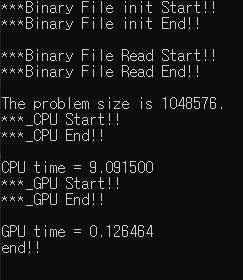 ***Binary File init Start!!
***Binary File init End!!
***Binary File Read Start!!
***Binary File Read End!!
The problem size is 1048576.
***_CPU Start!!
***_CPU End!!
CPU time = 9.091500
***_GPU Start!!
***_GPU End!!
GPU time = 0.126464
end!!